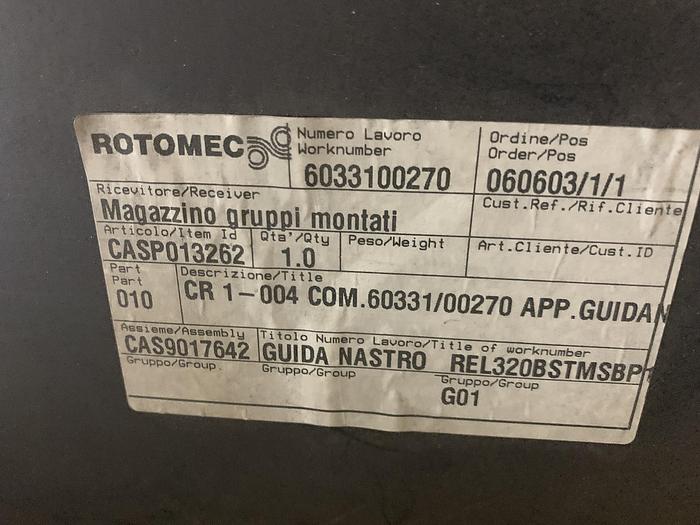 ROTOMEC
Numero Lavoro
Worknumber
6033100270
Ordine/Pos
Order/Pos
060603/1/1
Ricevitore/Receiver
Magazzino gruppi montati
Cust.Ref./Rif.Cliente
Articolo/Item Id
CASP013262
Qta'/Qty
1.0
Peso/Weight
Art.Cliente/Cust.ID
Part
Part
010
Descrizione/Title
CR 1-004 COM.60331/00270 APP.GUIDAN
Assieme/Assembly
CAS9017642
Titolo Numero Lavoro/Title of worknumber
GUIDA NASTRO REL320BSTMSBP
Gruppo/Group
Gruppo/Group
Gruppo/Group
G01